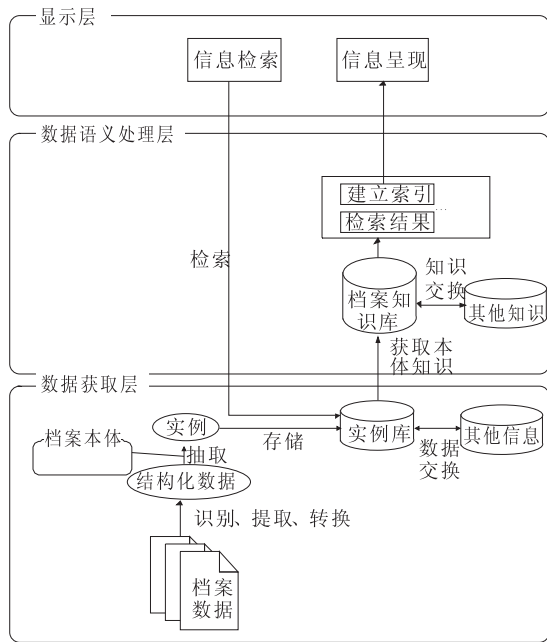 显示层
信息检索
信息呈现
数据语义处理层
建立索引
...
检索结果
检索
档案知
识库
知识
交换
其他知识
获取本
体知识
数据获取层
实例
档案本体
抽取
存储
实例库
数据
交换
其他信息
结构化数据
识别、提取、转换
档案
数据